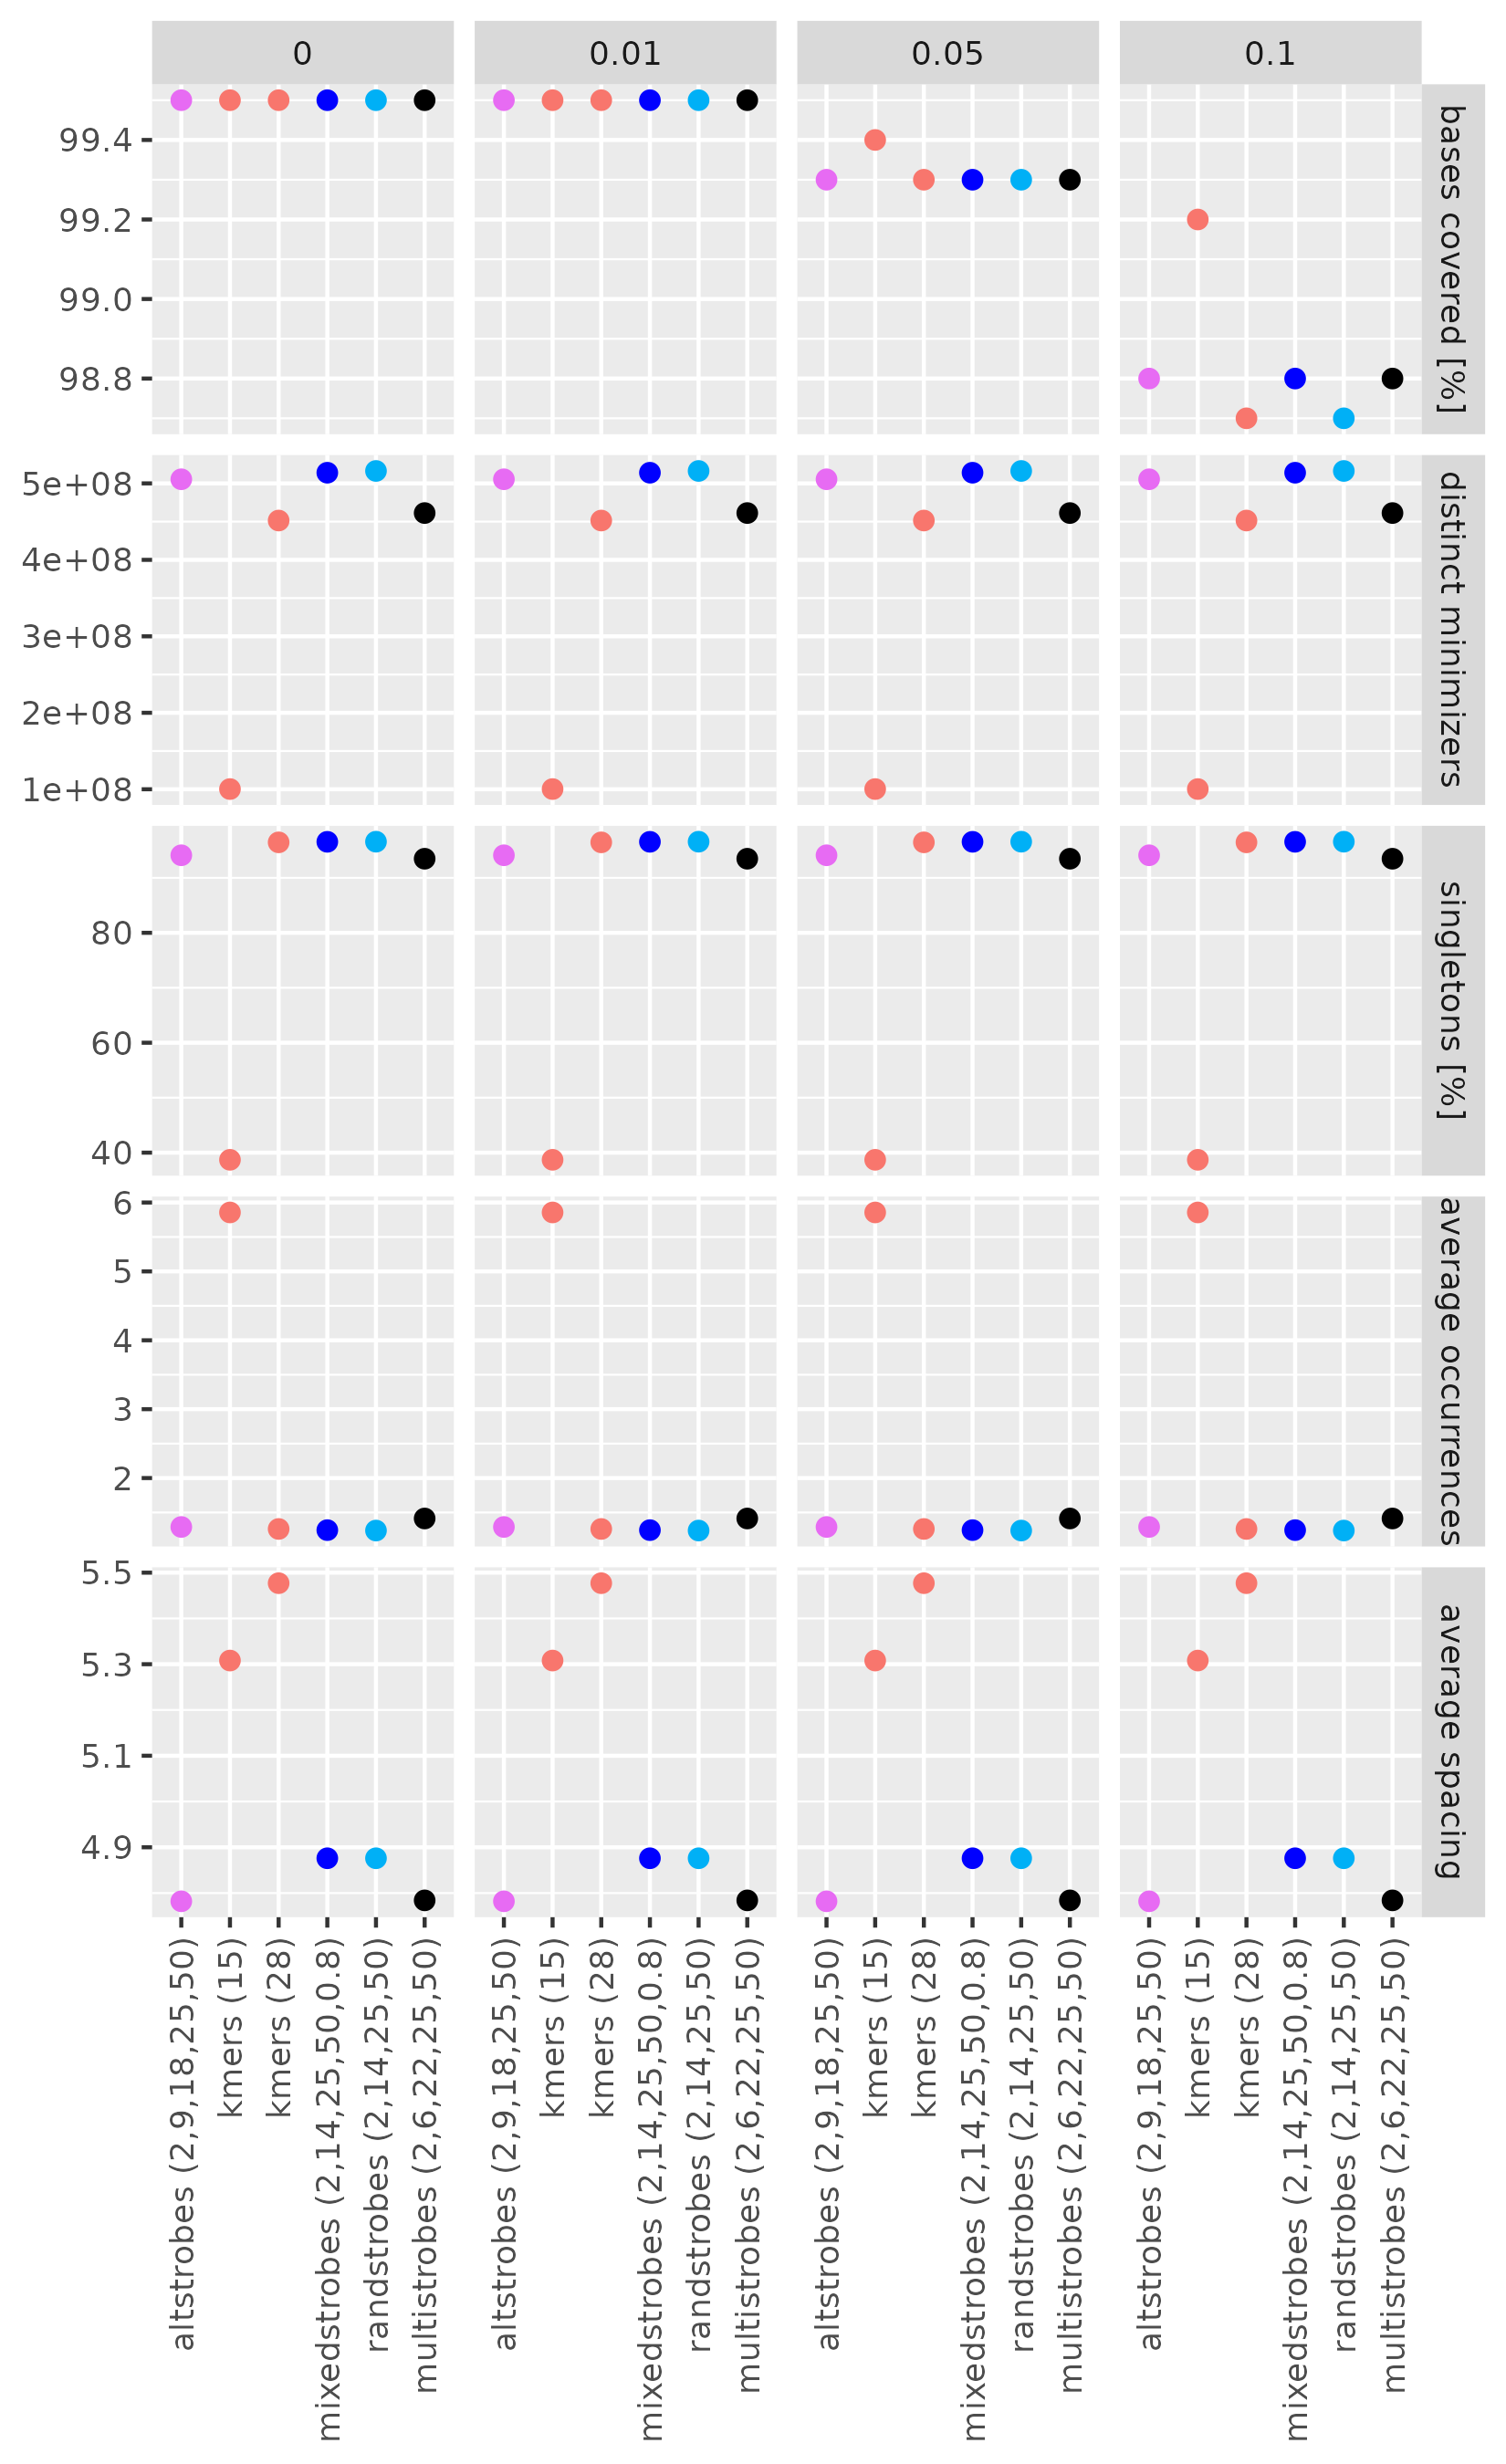 0 0.01 0.05 0.1
99.4
99.2
99.0
98.8
bases covered [%]
5e+08
4e+08
3e+08
2e+08
1e+08
distinct minimizers
80
60
40
singletons [%]
6
5
4
3
2
average occurrences
5.5
5.3
5.1
4.9
average spacing
altstrobes (2,9,18,25,50)
kmers (15)
kmers (28)
mixedstrobes (2,14,25,50,0.8)
randstrobes (2,14,25,50)
multistrobes (2,6,22,25,50)
altstrobes (2,9,18,25,50)
kmers (15)
kmers (28)
mixedstrobes (2,14,25,50,0.8)
randstrobes (2,14,25,50)
multistrobes (2,6,22,25,50)
altstrobes (2,9,18,25,50)
kmers (15)
kmers (28)
mixedstrobes (2,14,25,50,0.8)
randstrobes (2,14,25,50)
multistrobes (2,6,22,25,50)
altstrobes (2,9,18,25,50)
kmers (15)
kmers (28)
mixedstrobes (2,14,25,50,0.8)
randstrobes (2,14,25,50)
multistrobes (2,6,22,25,50)